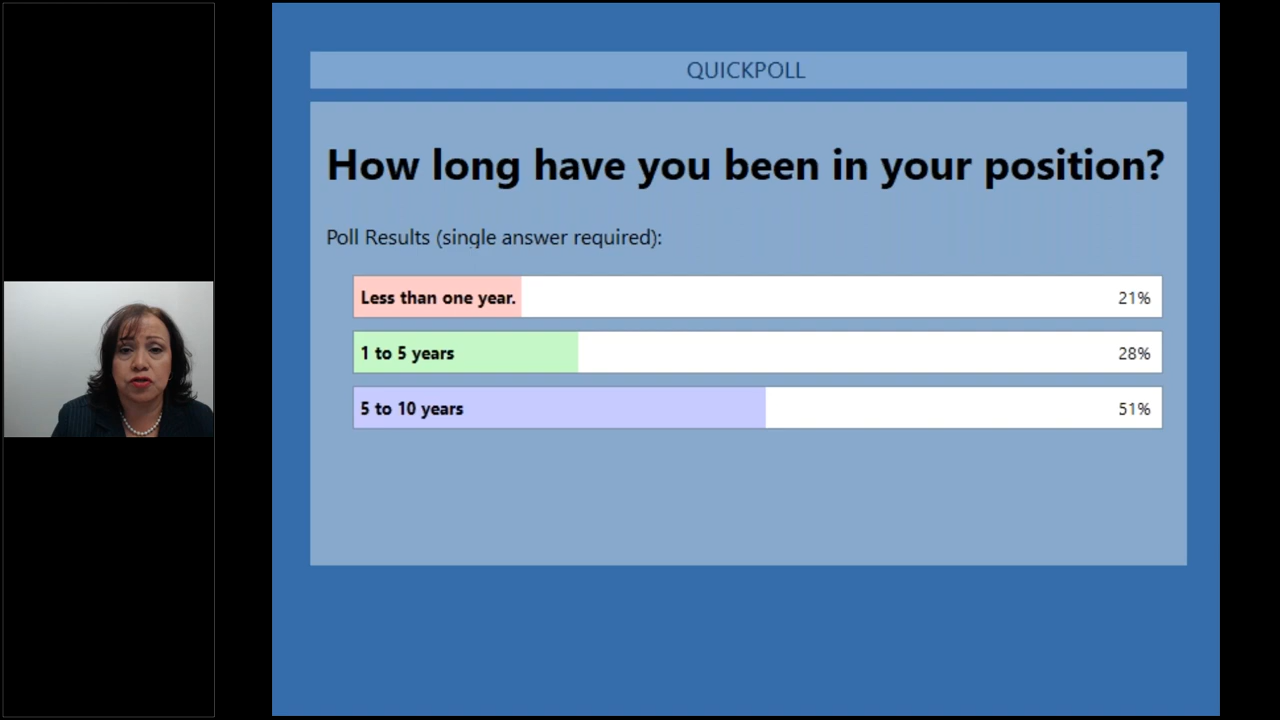 QUICKPOLL
How long have you been in your position?
Poll Results (single answer required):
Less than one year. 21%
1 to 5 years 28%
5 to 10 years 51%